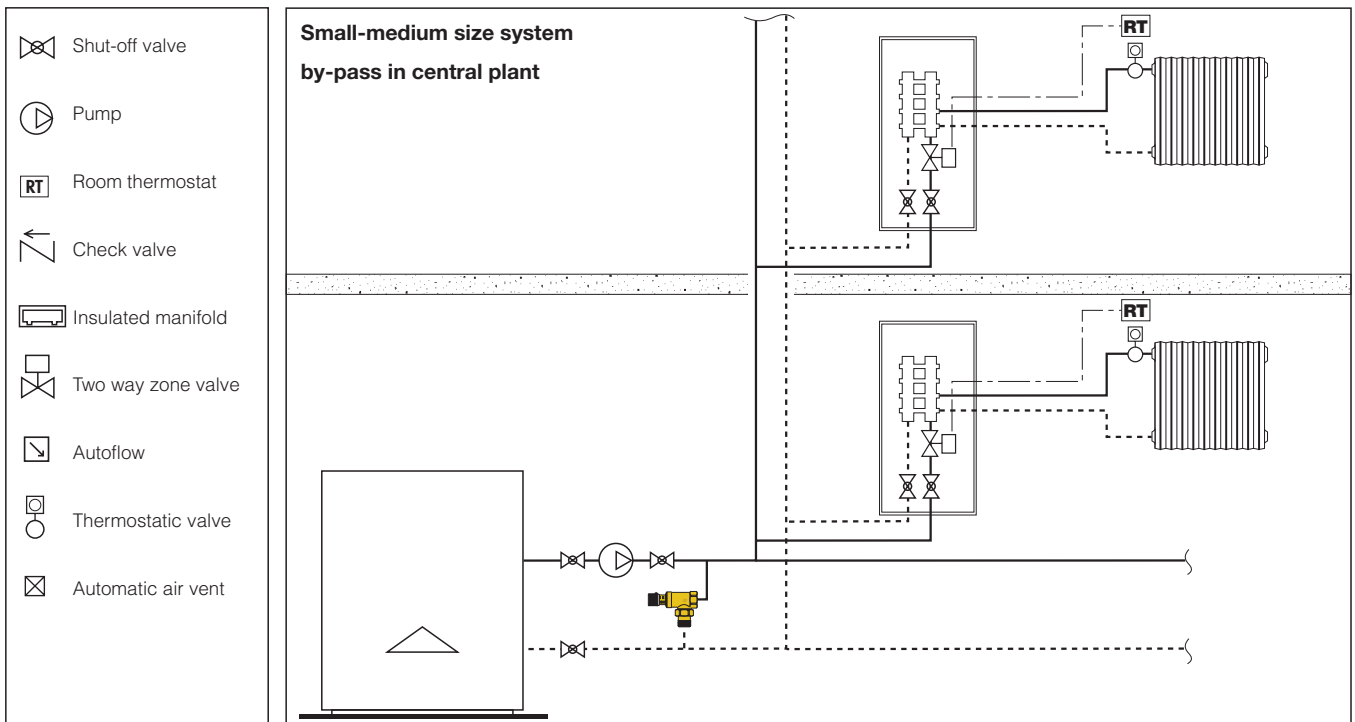 Shut-off valve
Pump
RT Room thermostat
Check valve
Insulated manifold
Two way zone valve
Autoflow
Thermostatic valve
Automatic air vent
Small-medium size system
by-pass in central plant
RT
RT